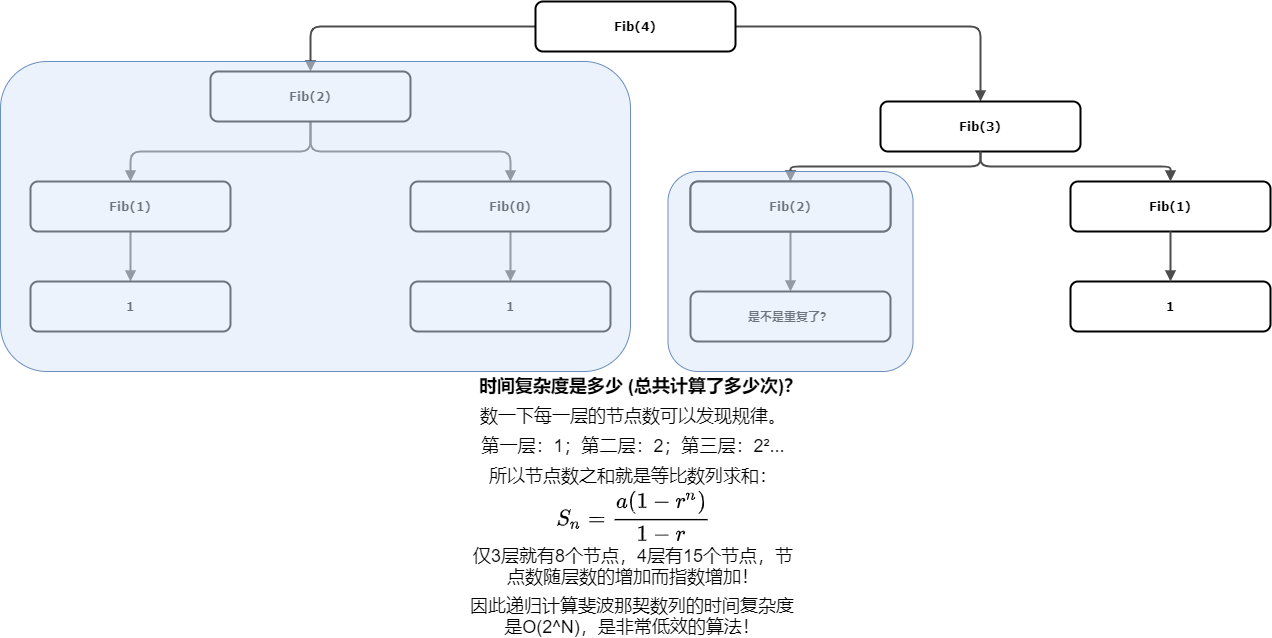 Fib(4)
Fib(2)
Fib(3)
Fib(1)
Fib(0)
Fib(2)
Fib(1)
1
1
是不是重复了?
1
时间复杂度是多少 (总共计算了多少次)?
数一下每一层的节点数可以发现规律。
第一层：1；第二层：2；第三层：2²...
所以节点数之和就是等比数列求和：
Sₙ = a(1 − rⁿ) / (1 − r)
仅3层就有8个节点，4层有15个节点，节
点数随层数的增加而指数增加！
因此递归计算斐波那契数列的时间复杂度
是O(2^N)，是非常低效的算法！